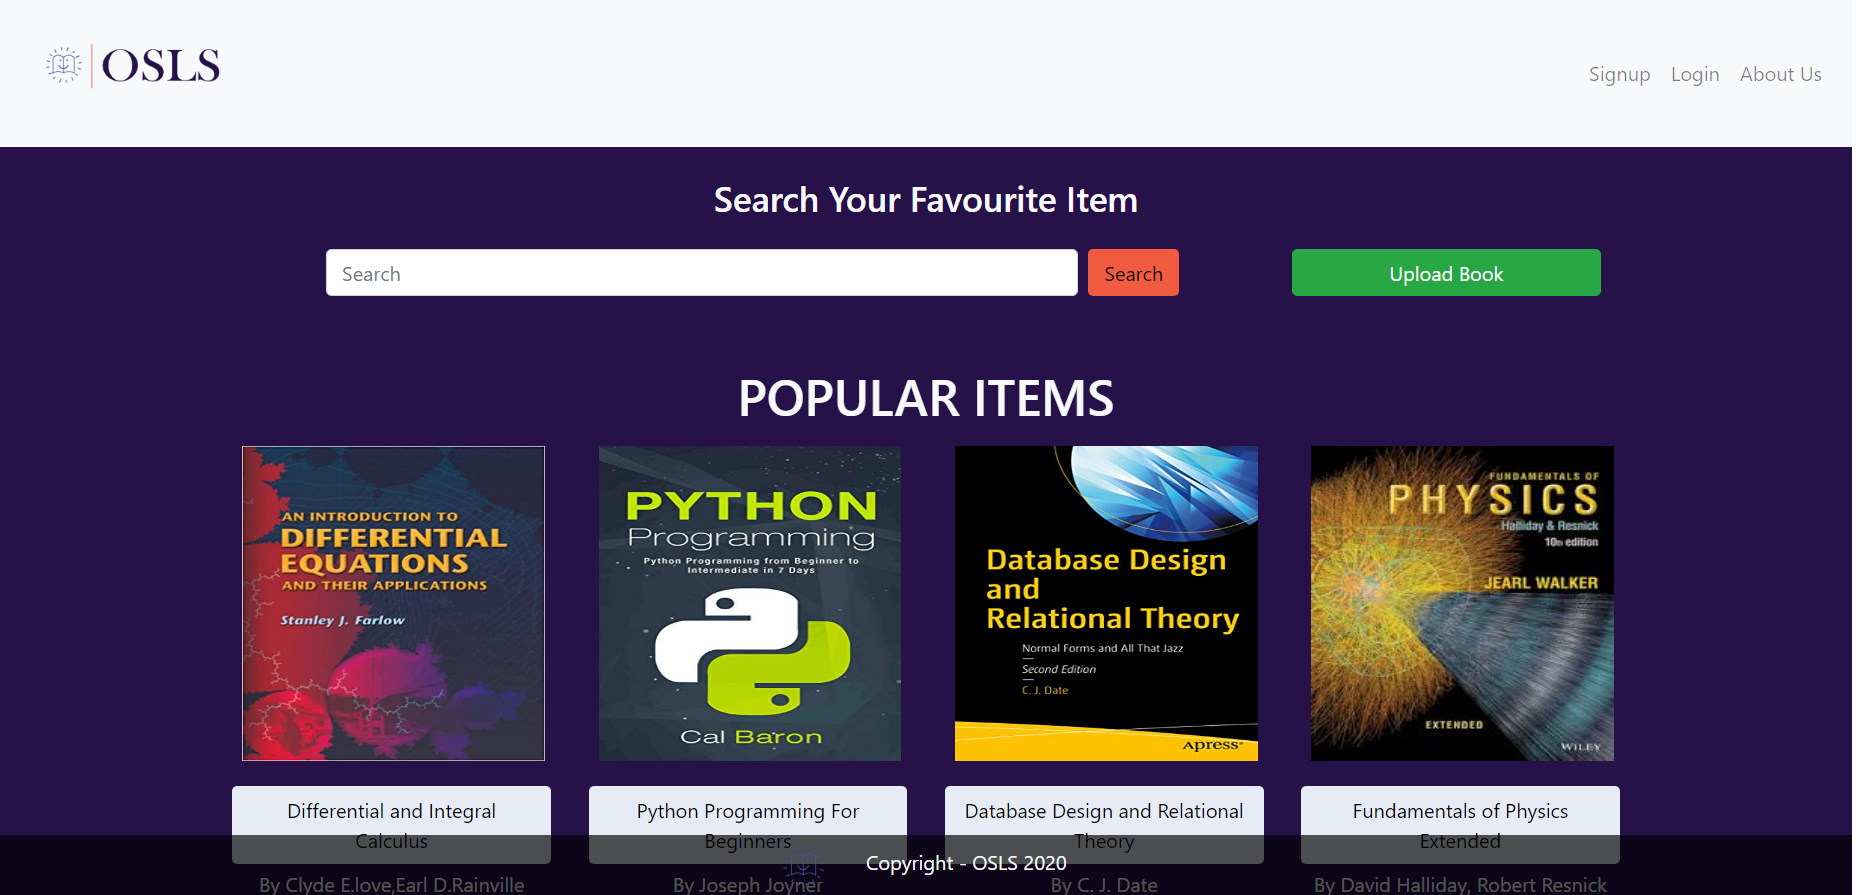 OSLS
Signup Login About Us
Search Your Favourite Item
Search
Search
Upload Book
POPULAR ITEMS
AN INTRODUCTION TO
DIFFERENTIAL
EQUATIONS
AND THEIR APPLICATIONS
Stanley J. Farlow
PYTHON
Programming
Python Programming from Beginner to
Intermediate in 7 Days
Cal Baron
Database Design
and
Relational Theory
Normal Forms and All That Jazz
Second Edition
C. J. Date
Apress®
FUNDAMENTALS OF
PHYSICS
Halliday & Resnick
10th edition
JEARL WALKER
EXTENDED
WILEY
Differential and Integral
Calculus
Python Programming For
Beginners
Database Design and Relational
Theory
Fundamentals of Physics
Extended
By Clyde E.love,Earl D.Rainville
By Joseph Joyner
By C. J. Date
By David Halliday, Robert Resnick
Copyright - OSLS 2020